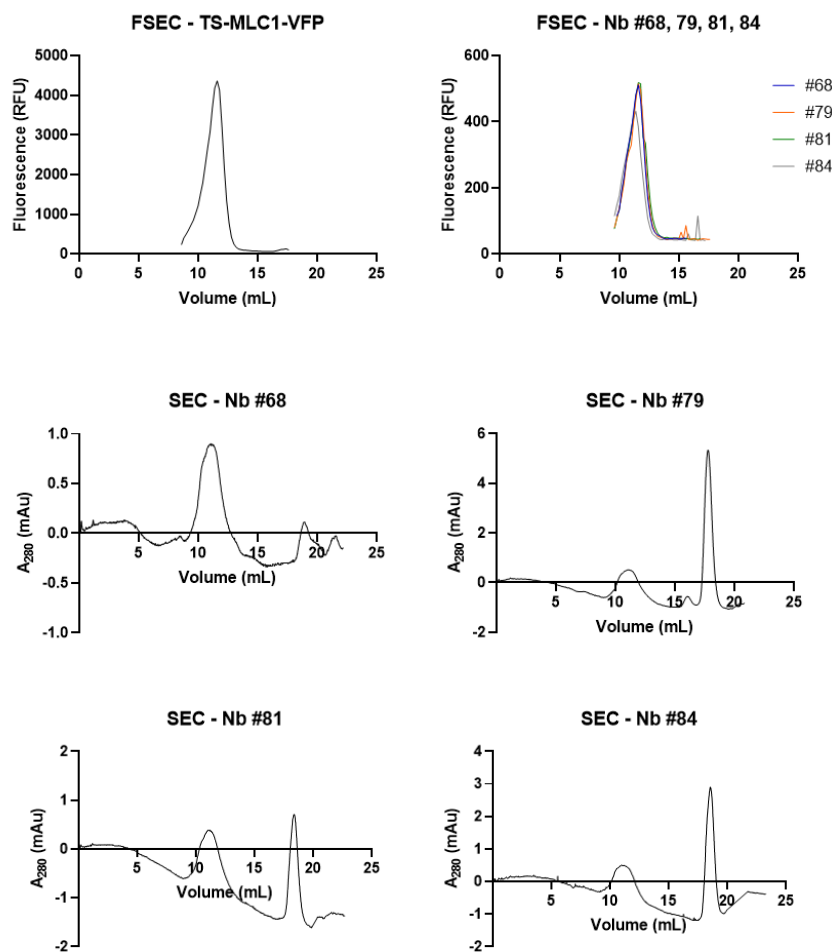 FSEC - TS-MLC1-VFP
Fluorescence (RFU)
5000
4000
3000
2000
1000
0
0 5 10 15 20 25
Volume (mL)
FSEC - Nb #68, 79, 81, 84
Fluorescence (RFU)
600
400
200
0
0 5 10 15 20 25
Volume (mL)
#68
#79
#81
#84
SEC - Nb #68
A280 (mAu)
1.0
0.5
0.0
-0.5
-1.0
5 10 15 20 25
Volume (mL)
SEC - Nb #79
A280 (mAu)
6
4
2
0
-2
5 10 15 20 25
Volume (mL)
SEC - Nb #81
A280 (mAu)
2
1
0
-1
-2
5 10 15 20 25
Volume (mL)
SEC - Nb #84
A280 (mAu)
4
3
2
1
0
-1
-2
5 10 15 20 25
Volume (mL)